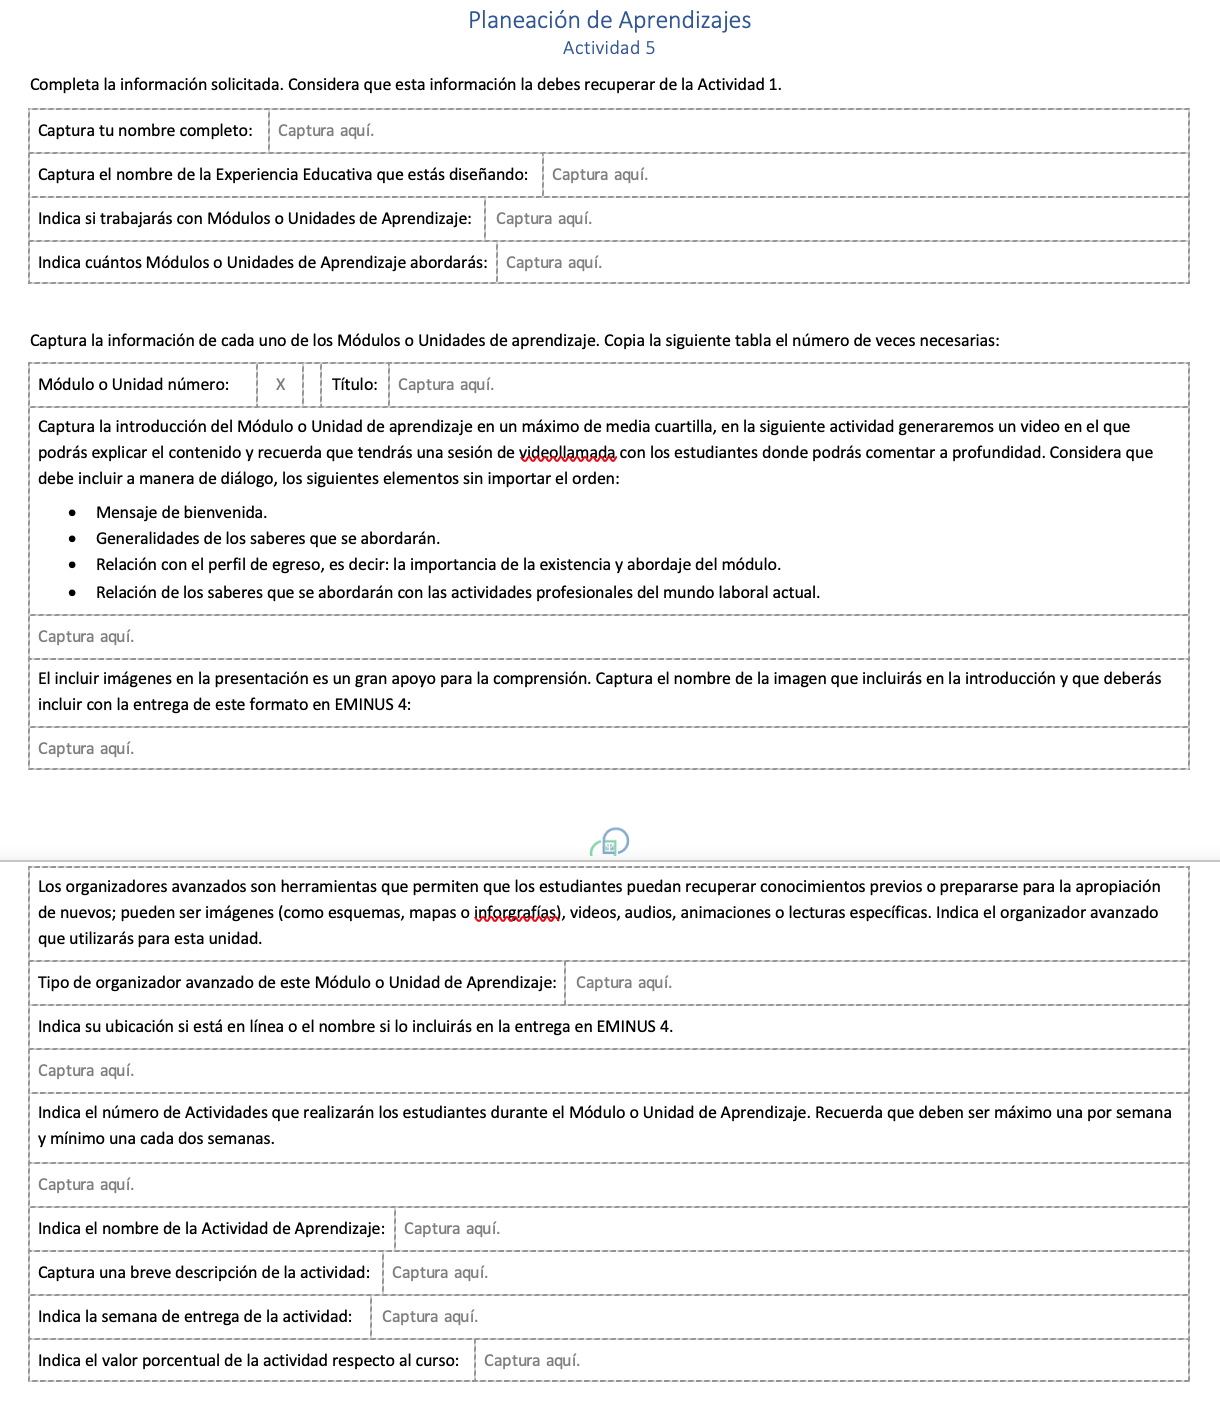 Planeación de Aprendizajes
Actividad 5
Completa la información solicitada. Considera que esta información la debes recuperar de la Actividad 1.
Captura tu nombre completo: Captura aquí.
Captura el nombre de la Experiencia Educativa que estás diseñando: Captura aquí.
Indica si trabajarás con Módulos o Unidades de Aprendizaje: Captura aquí.
Indica cuántos Módulos o Unidades de Aprendizaje abordarás: Captura aquí.
Captura la información de cada uno de los Módulos o Unidades de aprendizaje. Copia la siguiente tabla el número de veces necesarias:
Módulo o Unidad número: X Título: Captura aquí.
Captura la introducción del Módulo o Unidad de aprendizaje en un máximo de media cuartilla, en la siguiente actividad generaremos un video en el que
podrás explicar el contenido y recuerda que tendrás una sesión de videollamada con los estudiantes donde podrás comentar a profundidad. Considera que
debe incluir a manera de diálogo, los siguientes elementos sin importar el orden:
• Mensaje de bienvenida.
• Generalidades de los saberes que se abordarán.
• Relación con el perfil de egreso, es decir: la importancia de la existencia y abordaje del módulo.
• Relación de los saberes que se abordarán con las actividades profesionales del mundo laboral actual.
Captura aquí.
El incluir imágenes en la presentación es un gran apoyo para la comprensión. Captura el nombre de la imagen que incluirás en la introducción y que deberás
incluir con la entrega de este formato en EMINUS 4:
Captura aquí.
Los organizadores avanzados son herramientas que permiten que los estudiantes puedan recuperar conocimientos previos o prepararse para la apropiación
de nuevos; pueden ser imágenes (como esquemas, mapas o inforgrafías), videos, audios, animaciones o lecturas específicas. Indica el organizador avanzado
que utilizarás para esta unidad.
Tipo de organizador avanzado de este Módulo o Unidad de Aprendizaje: Captura aquí.
Indica su ubicación si está en línea o el nombre si lo incluirás en la entrega en EMINUS 4.
Captura aquí.
Indica el número de Actividades que realizarán los estudiantes durante el Módulo o Unidad de Aprendizaje. Recuerda que deben ser máximo una por semana
y mínimo una cada dos semanas.
Captura aquí.
Indica el nombre de la Actividad de Aprendizaje: Captura aquí.
Captura una breve descripción de la actividad: Captura aquí.
Indica la semana de entrega de la actividad: Captura aquí.
Indica el valor porcentual de la actividad respecto al curso: Captura aquí.